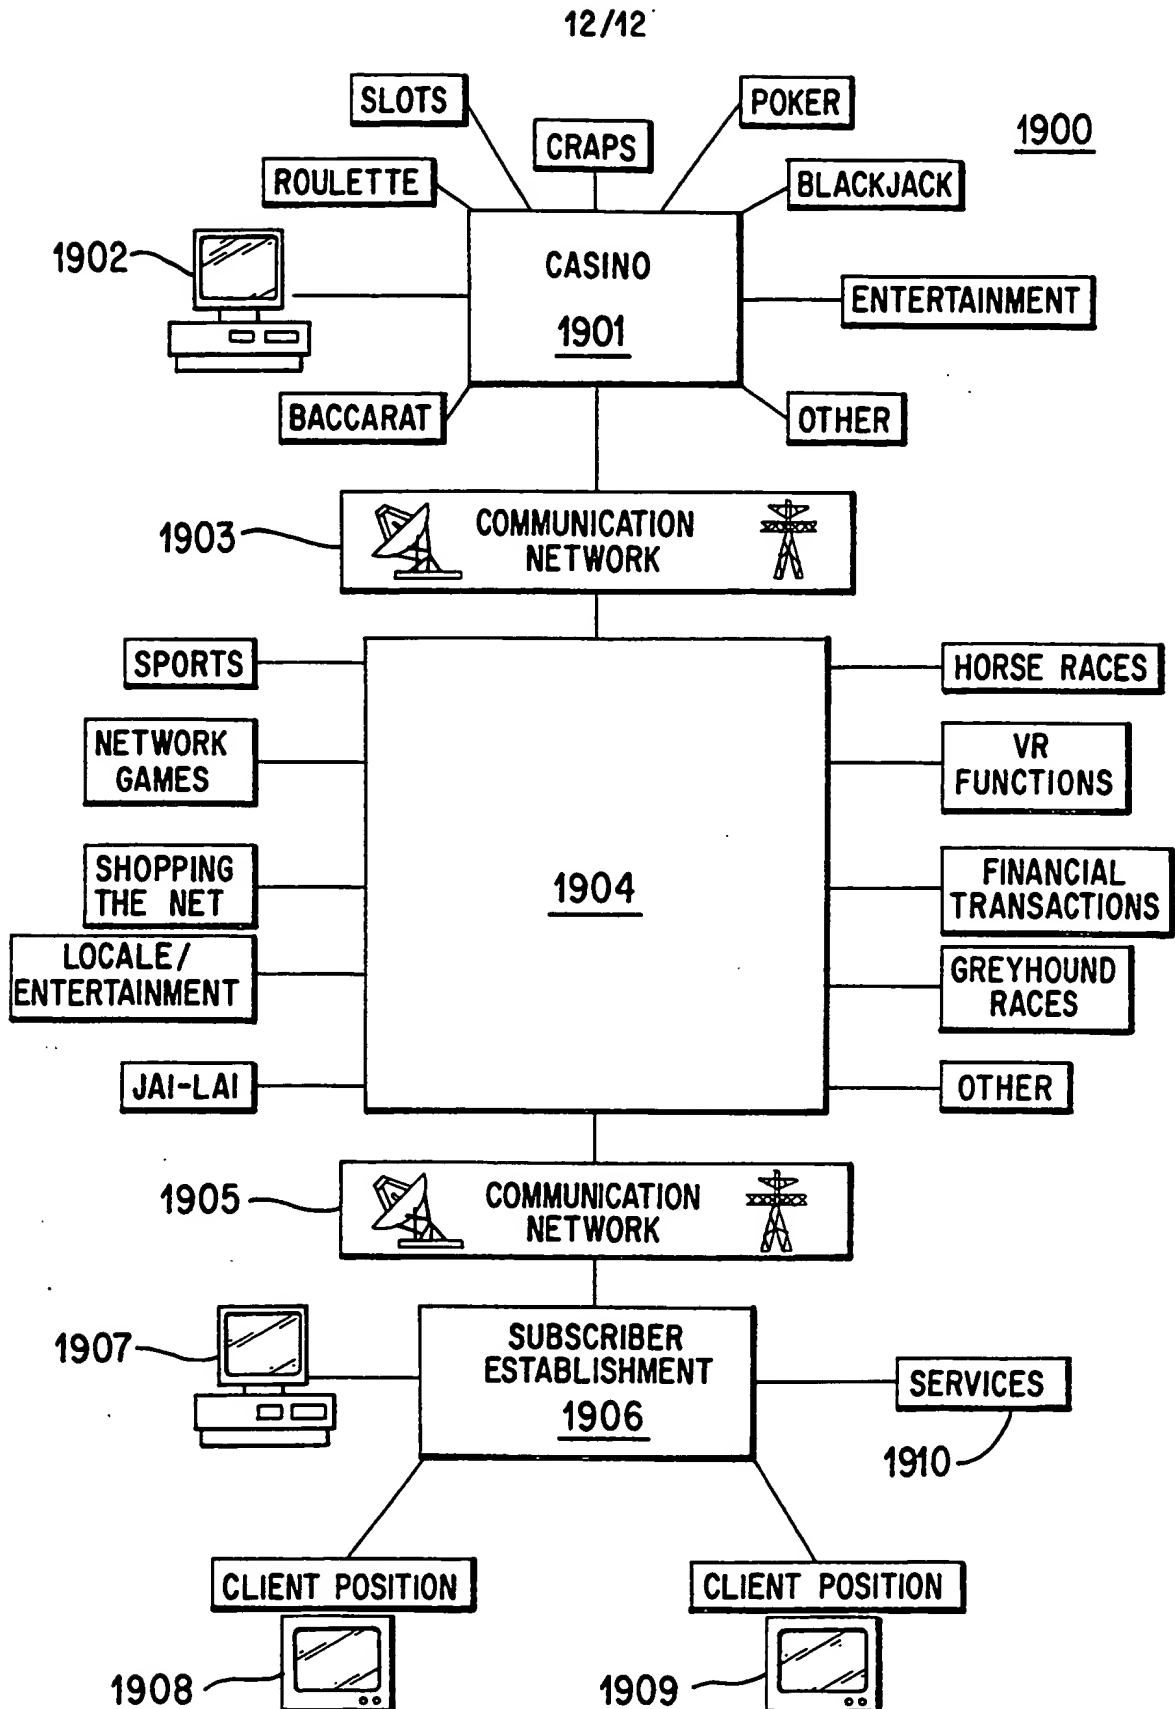 12/12
SLOTS
POKER
CRAPS
1900
ROULETTE
BLACKJACK
1902
CASINO
1901
ENTERTAINMENT
BACCARAT
OTHER
1903
COMMUNICATION
NETWORK
SPORTS
HORSE RACES
NETWORK
GAMES
VR
FUNCTIONS
SHOPPING
THE NET
1904
FINANCIAL
TRANSACTIONS
LOCALE/
ENTERTAINMENT
GREYHOUND
RACES
JAI-LAI
OTHER
1905
COMMUNICATION
NETWORK
1907
SUBSCRIBER
ESTABLISHMENT
1906
SERVICES
1910
CLIENT POSITION
CLIENT POSITION
1908
1909